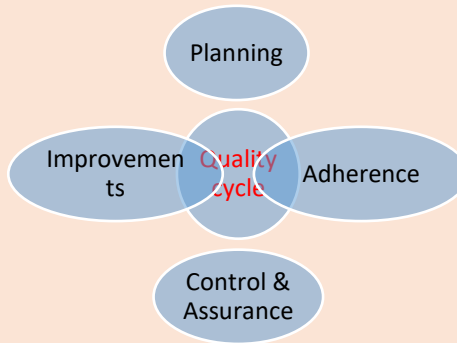 Planning
Improvemen
ts
Quality
cycle
Adherence
Control &
Assurance